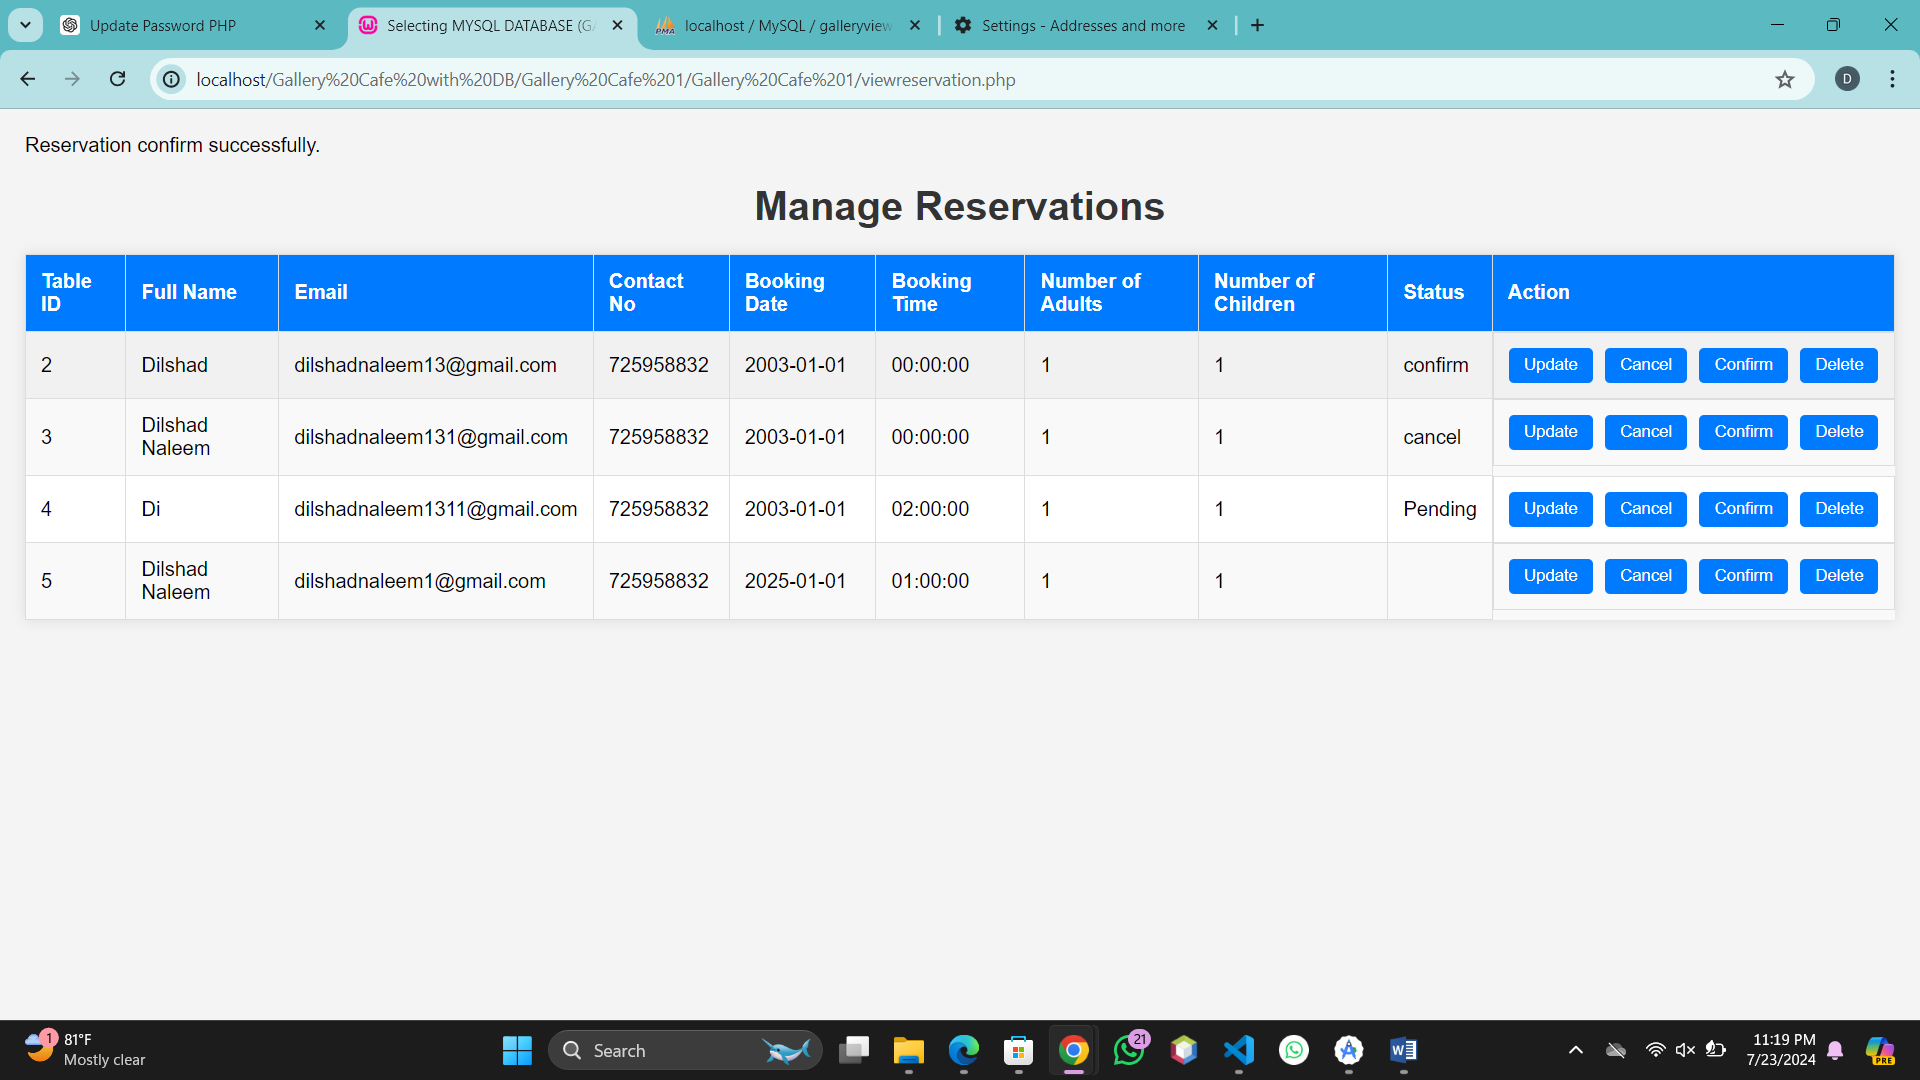 Update Password PHP
Selecting MYSQL DATABASE (GA
localhost / MySQL / galleryview
Settings - Addresses and more
localhost/Gallery%20Cafe%20with%20DB/Gallery%20Cafe%201/Gallery%20Cafe%201/viewreservation.php
D
Reservation confirm successfully.
Manage Reservations
Table ID Full Name Email Contact No Booking Date Booking Time Number of Adults Number of Children Status Action
2 Dilshad dilshadnaleem13@gmail.com 725958832 2003-01-01 00:00:00 1 1 confirm Update Cancel Confirm Delete
3 Dilshad Naleem dilshadnaleem131@gmail.com 725958832 2003-01-01 00:00:00 1 1 cancel Update Cancel Confirm Delete
4 Di dilshadnaleem1311@gmail.com 725958832 2003-01-01 02:00:00 1 1 Pending Update Cancel Confirm Delete
5 Dilshad Naleem dilshadnaleem1@gmail.com 725958832 2025-01-01 01:00:00 1 1 Update Cancel Confirm Delete
1
81°F
Mostly clear
Search
21
11:19 PM
7/23/2024
PRE